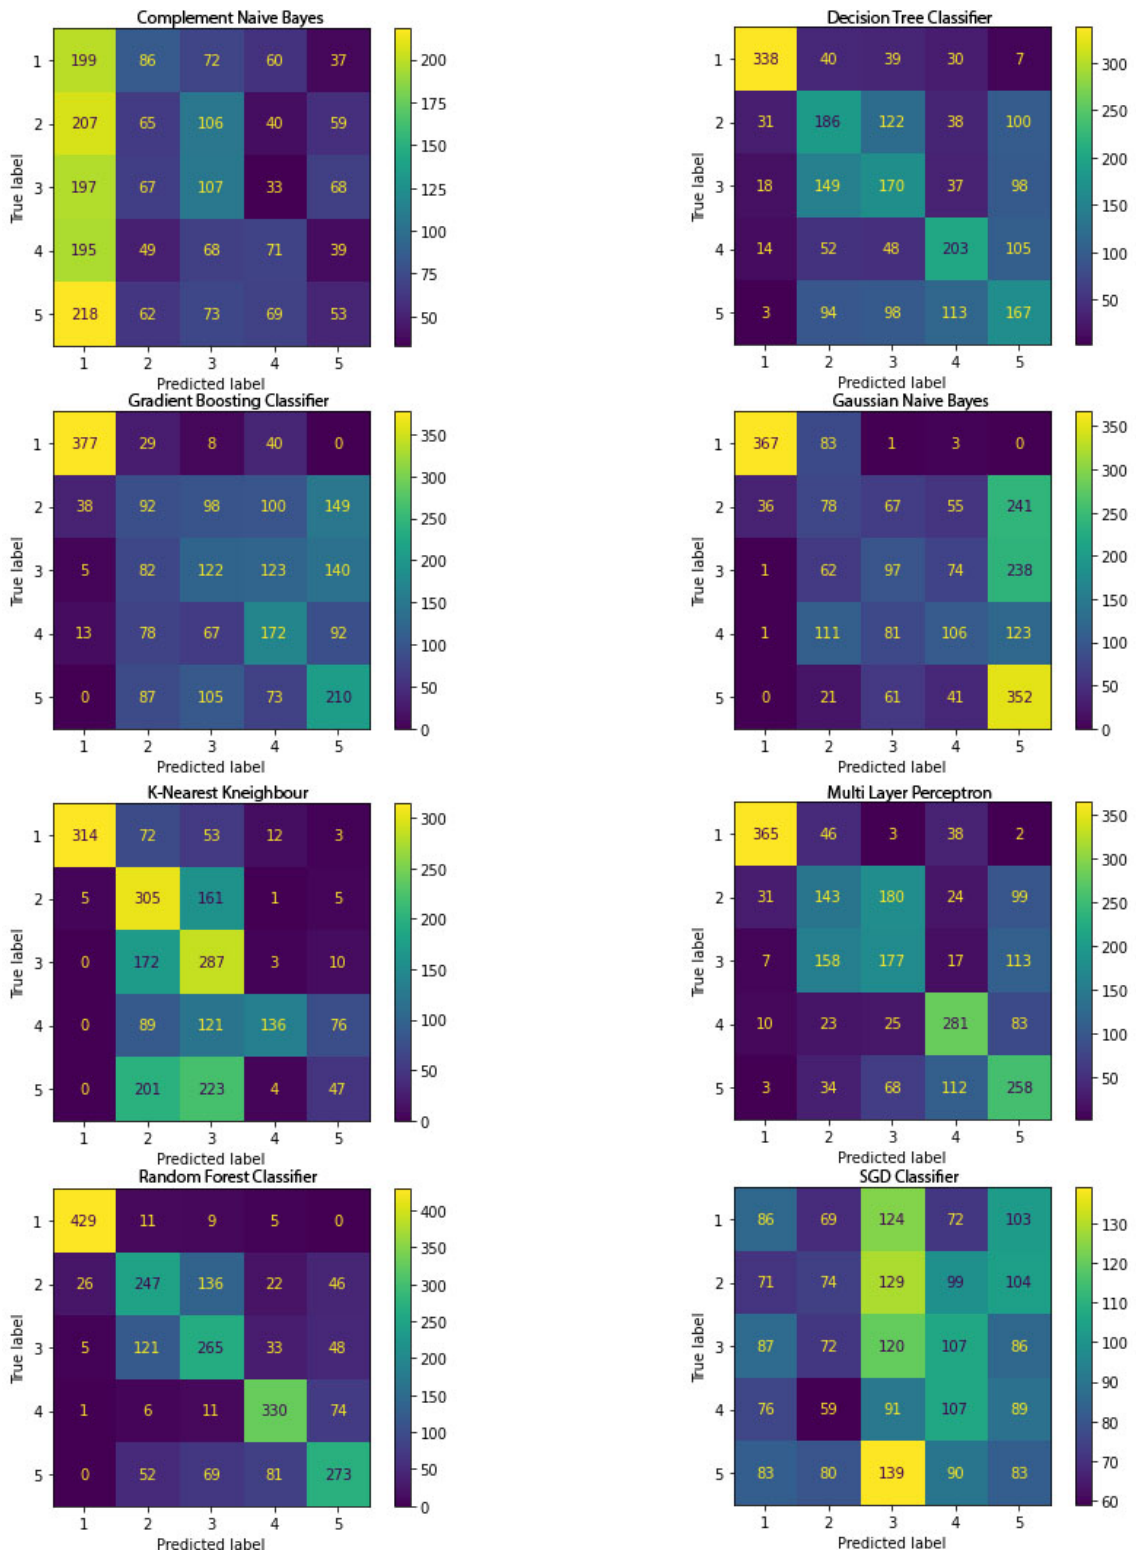 Complement Naive Bayes
True label
1 199 86 72 60 37
2 207 65 106 40 59
3 197 67 107 33 68
4 195 49 68 71 39
5 218 62 73 69 53
1 2 3 4 5
Predicted label
200
175
150
125
100
75
50
Decision Tree Classifier
True label
1 338 40 39 30 7
2 31 186 122 38 100
3 18 149 170 37 98
4 14 52 48 203 105
5 3 94 98 113 167
1 2 3 4 5
Predicted label
300
250
200
150
100
50
Gradient Boosting Classifier
True label
1 377 29 8 40 0
2 38 92 98 100 149
3 5 82 122 123 140
4 13 78 67 172 92
5 0 87 105 73 210
1 2 3 4 5
Predicted label
350
300
250
200
150
100
50
0
Gaussian Naive Bayes
True label
1 367 83 1 3 0
2 36 78 67 55 241
3 1 62 97 74 238
4 1 111 81 106 123
5 0 21 61 41 352
1 2 3 4 5
Predicted label
350
300
250
200
150
100
50
0
K-Nearest Kneighbour
True label
1 314 72 53 12 3
2 5 305 161 1 5
3 0 172 287 3 10
4 0 89 121 136 76
5 0 201 223 4 47
1 2 3 4 5
Predicted label
300
250
200
150
100
50
0
Multi Layer Perceptron
True label
1 365 46 3 38 2
2 31 143 180 24 99
3 7 158 177 17 113
4 10 23 25 281 83
5 3 34 68 112 258
1 2 3 4 5
Predicted label
350
300
250
200
150
100
50
Random Forest Classifier
True label
1 429 11 9 5 0
2 26 247 136 22 46
3 5 121 265 33 48
4 1 6 11 330 74
5 0 52 69 81 273
1 2 3 4 5
Predicted label
400
350
300
250
200
150
100
50
0
SGD Classifier
True label
1 86 69 124 72 103
2 71 74 129 99 104
3 87 72 120 107 86
4 76 59 91 107 89
5 83 80 139 90 83
1 2 3 4 5
Predicted label
130
120
110
100
90
80
70
60